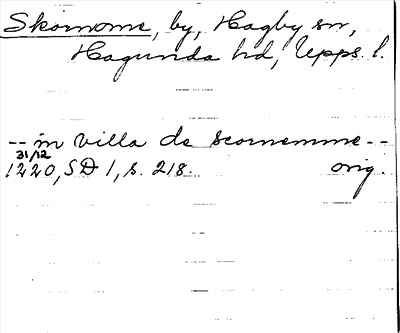 Skornome, by, Hagby sn,
Hagunda hd, Upps. l.
-- in villa de scornemme --
31/12
1220, SD 1, s. 218. orig.